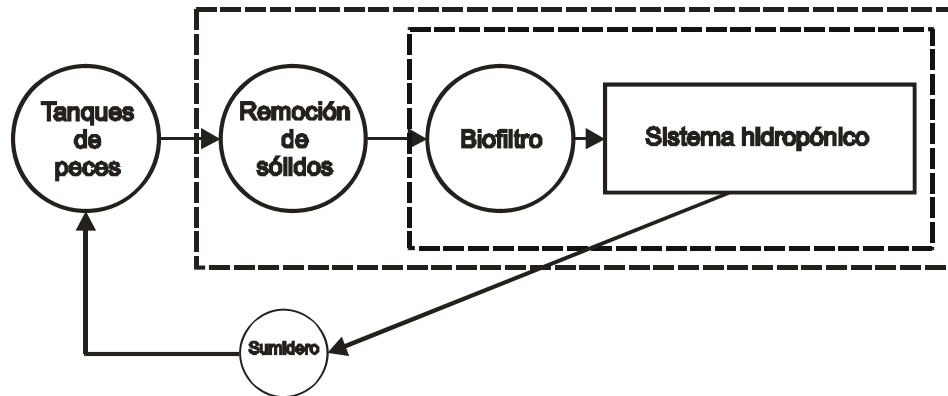 Tanques
de
peces
Remoción
de
sólidos
Biofiltro
Sistema hidropónico
Sumidero